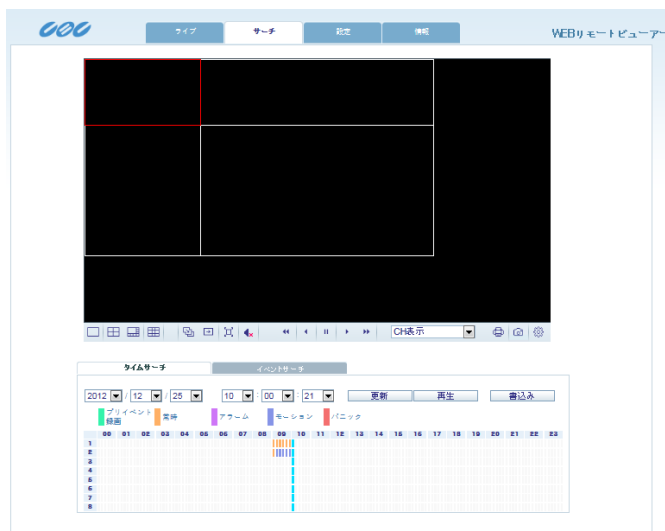 ライブ
サーチ
設定
情報
WEBリモートビューアー
CH表示
タイムサーチ
イベントサーチ
2012 / 12 / 25 10 : 00 : 21 更新 再生 書込み
プリイベント録画 常時 アラーム モーション パニック
00 01 02 03 04 05 06 07 08 09 10 11 12 13 14 15 16 17 18 19 20 21 22 23
1
2
3
4
5
6
7
8